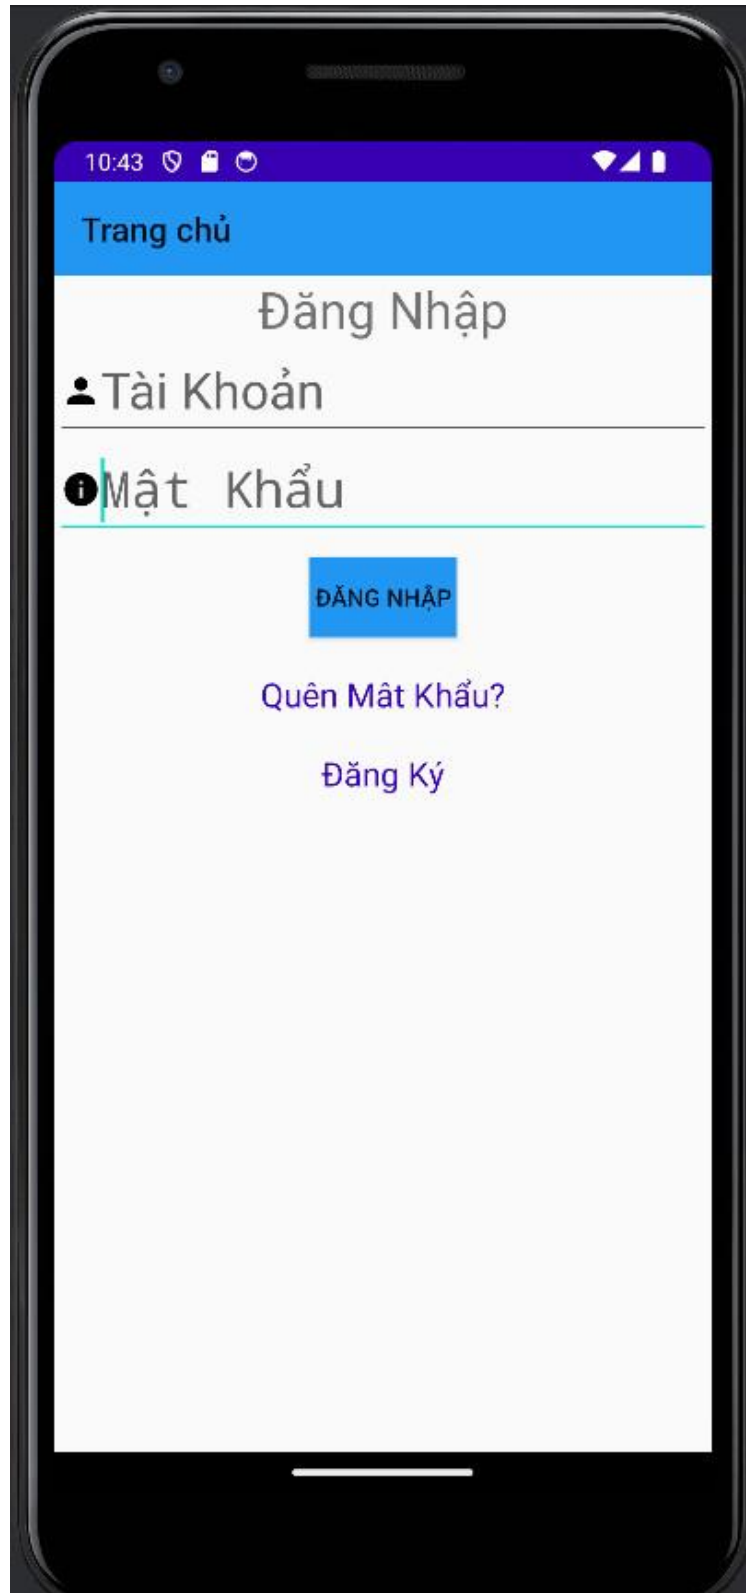 10:43
Trang chủ
Đăng Nhập
Tài Khoản
Mật Khẩu
ĐĂNG NHẬP
Quên Mât Khẩu?
Đăng Ký